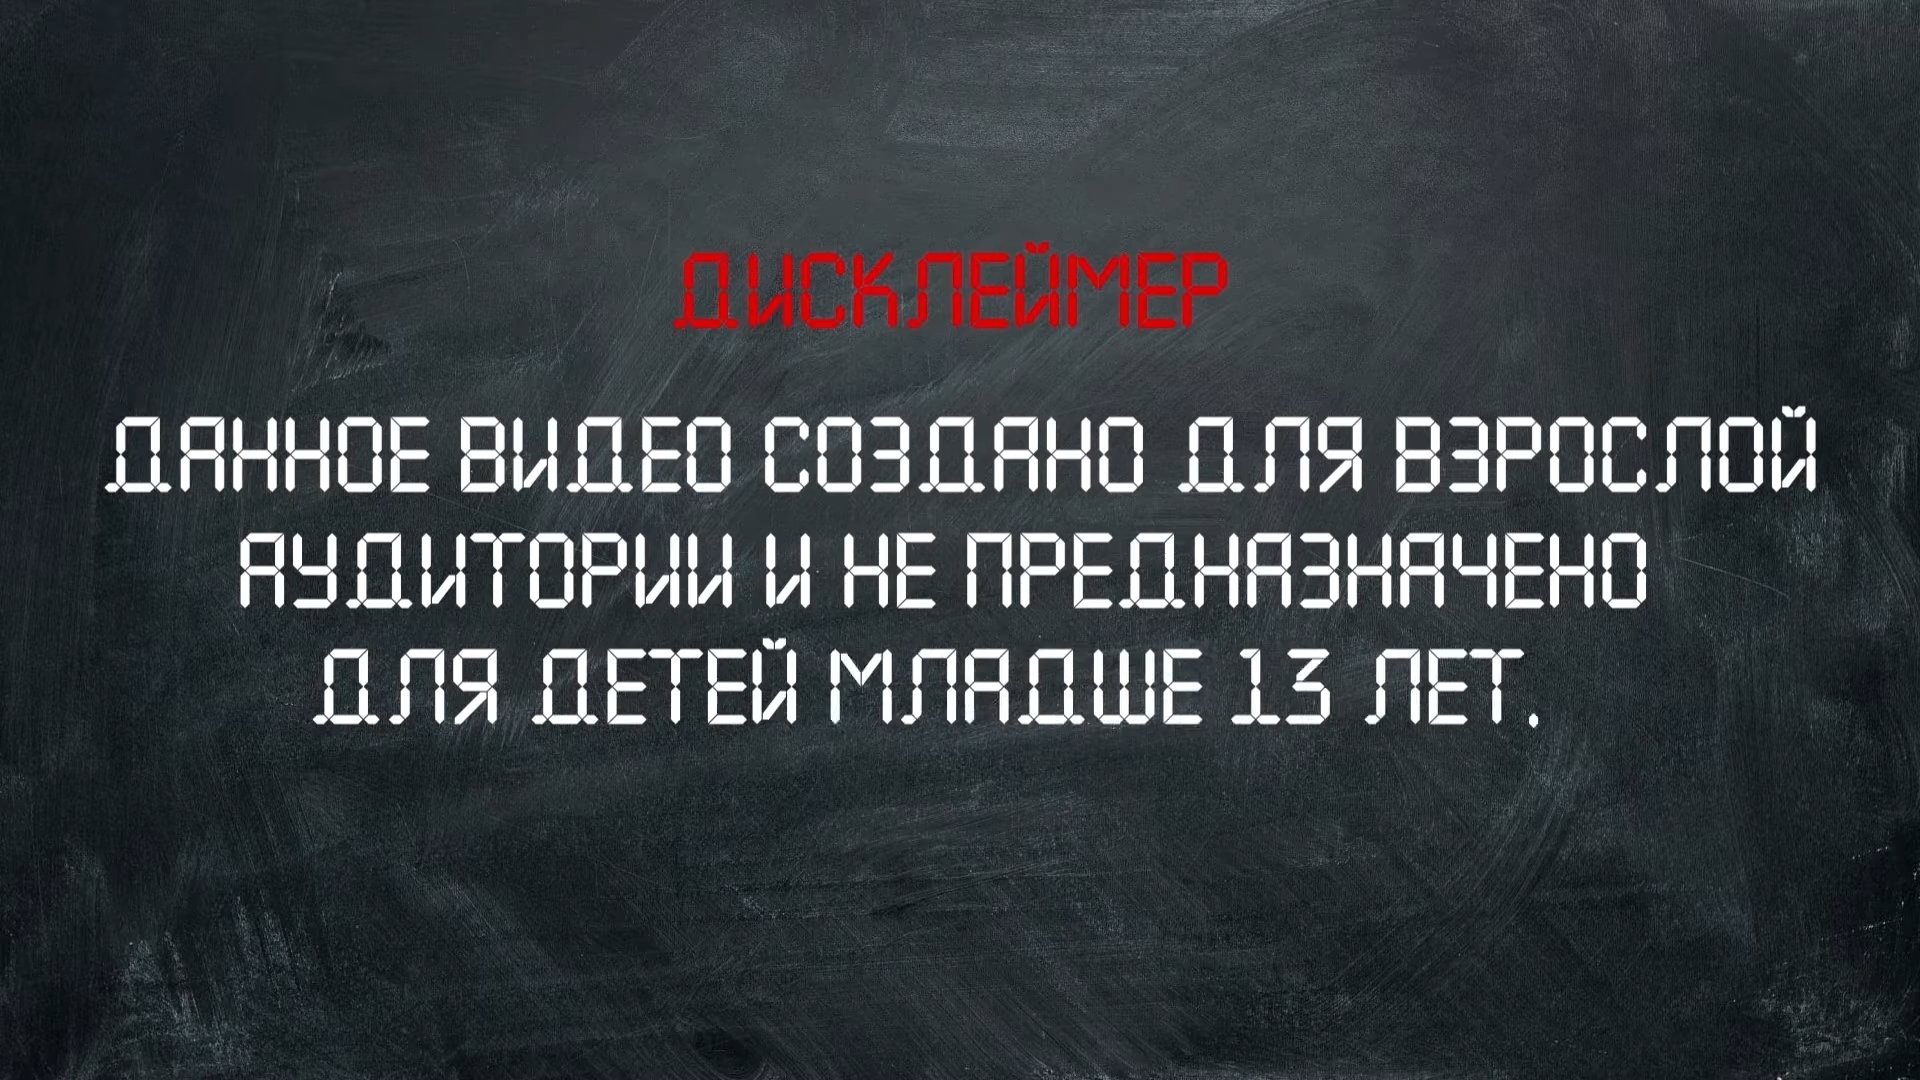 ДИСКЛЕЙМЕР
ДАННОЕ ВИДЕО СОЗДАНО ДЛЯ ВЗРОСЛОЙ
АУДИТОРИИ И НЕ ПРЕДНАЗНАЧЕНО
ДЛЯ ДЕТЕЙ МЛАДШЕ 13 ЛЕТ.